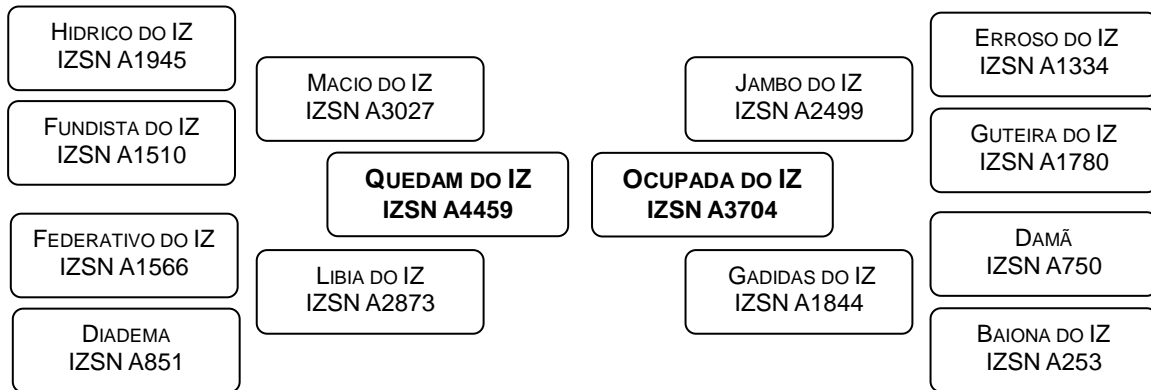 HIDRICO DO IZ
IZSN A1945
FUNDISTA DO IZ
IZSN A1510
FEDERATIVO DO IZ
IZSN A1566
DIADEMA
IZSN A851
MACIO DO IZ
IZSN A3027
LIBIA DO IZ
IZSN A2873
QUEDAM DO IZ
IZSN A4459
OCUPADA DO IZ
IZSN A3704
JAMBO DO IZ
IZSN A2499
GADIDAS DO IZ
IZSN A1844
ERROSO DO IZ
IZSN A1334
GUTEIRA DO IZ
IZSN A1780
DAMÃ
IZSN A750
BAIONA DO IZ
IZSN A253